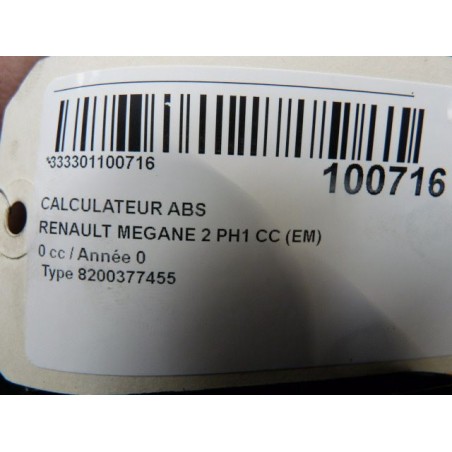 *333301100716
100716
CALCULATEUR ABS
RENAULT MEGANE 2 PH1 CC (EM)
0 cc / Année 0
Type 8200377455